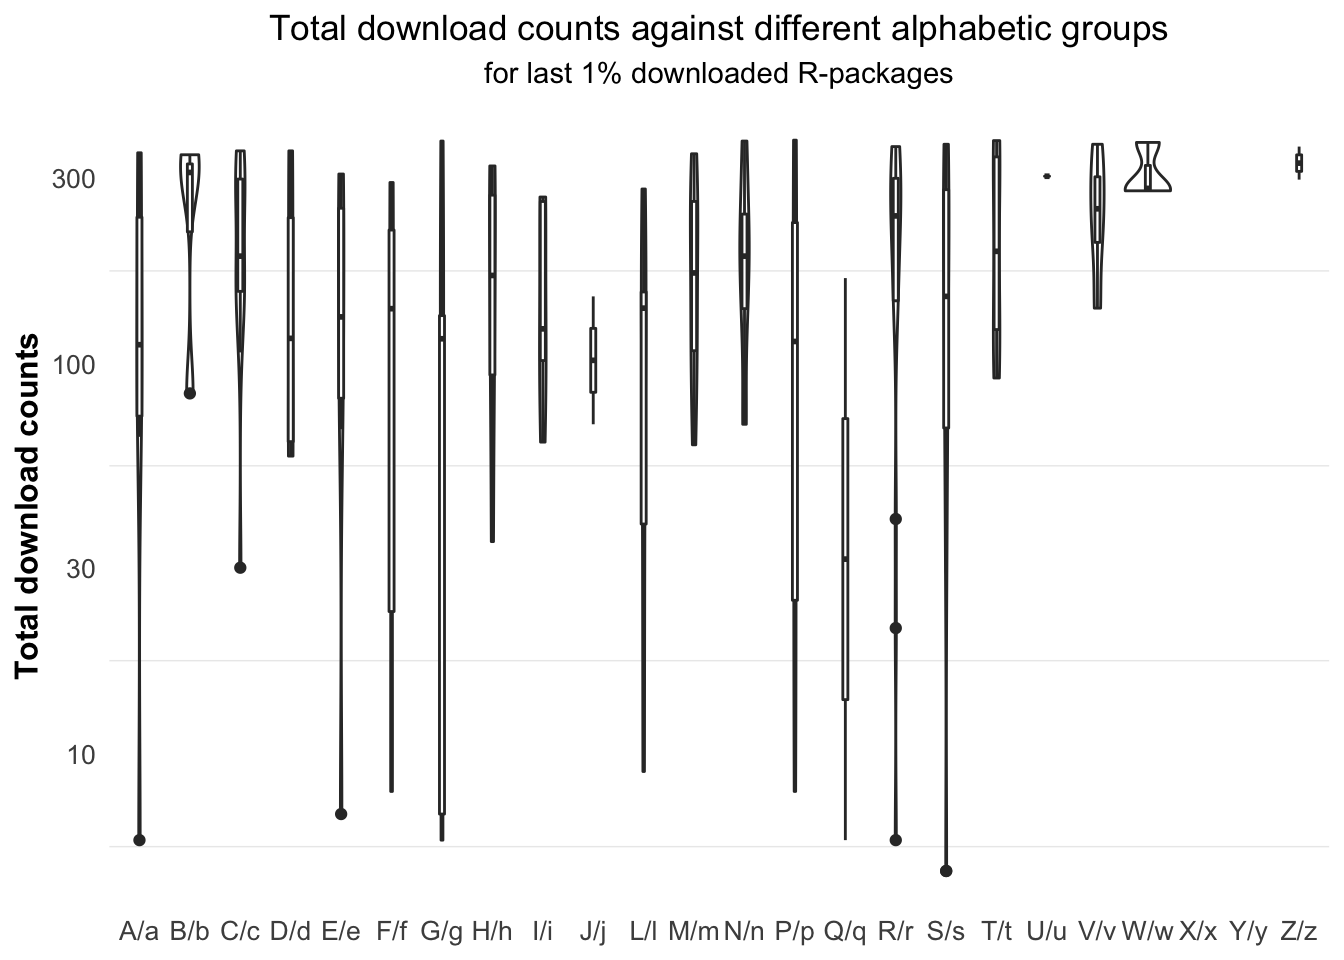 Total download counts against different alphabetic groups
for last 1% downloaded R-packages
Total download counts
300
100
30
10
A/a B/b C/c D/d E/e F/f G/g H/h I/i J/j L/l M/m N/n P/p Q/q R/r S/s T/t U/u V/v W/w X/x Y/y Z/z